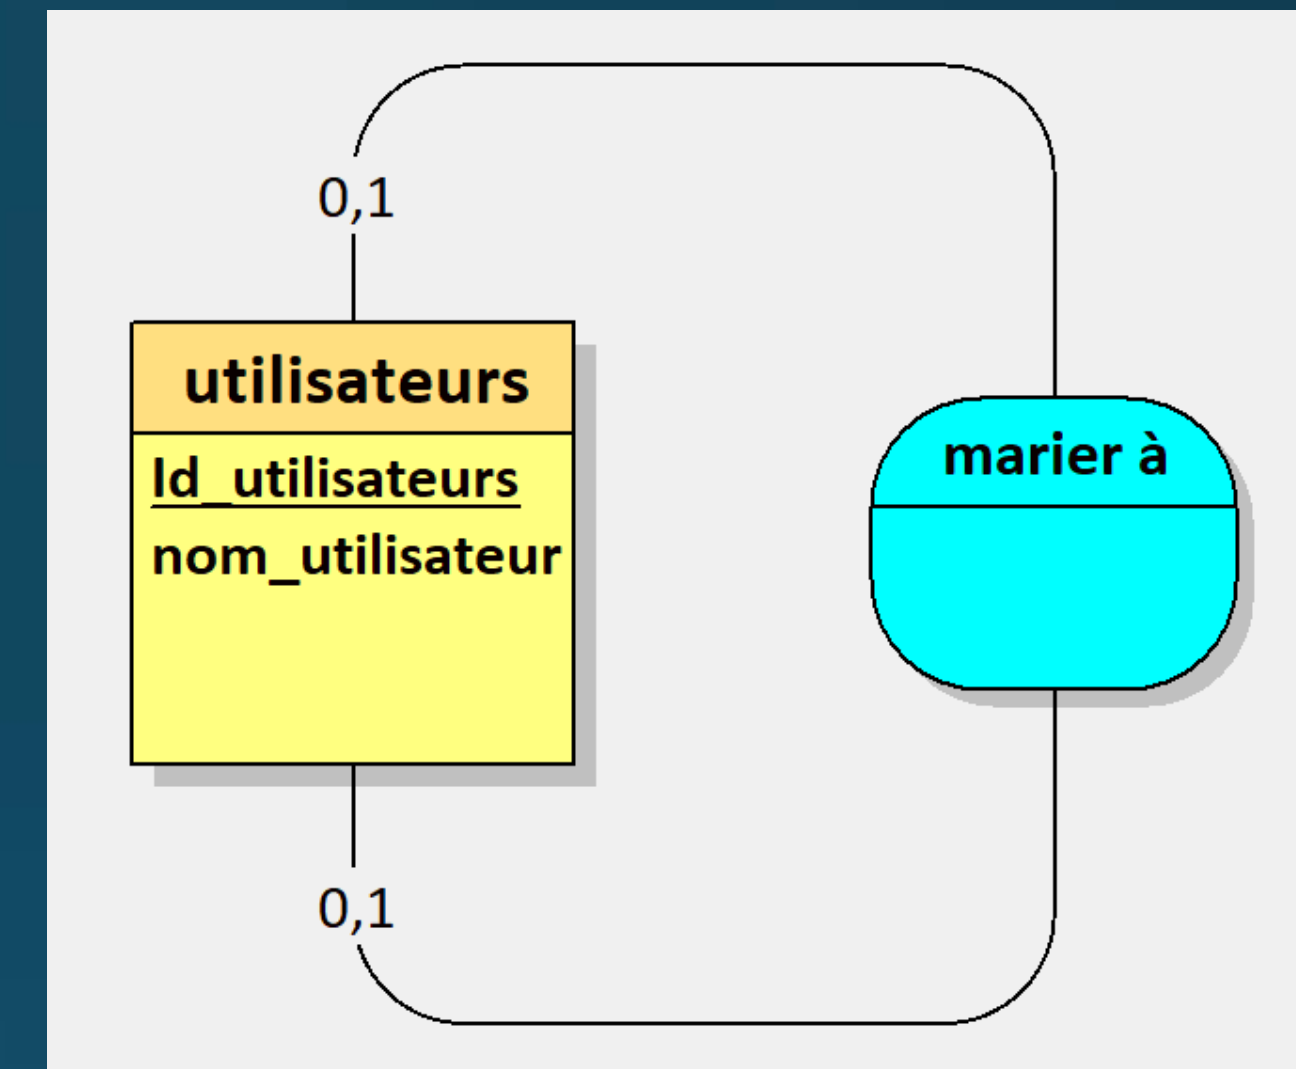 0,1
utilisateurs
Id_utilisateurs
nom_utilisateur
marier à
0,1